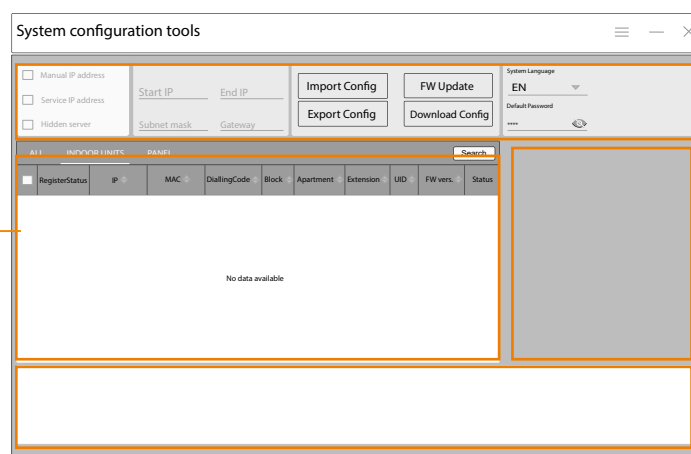 System configuration tools
Manual IP address
Service IP address
Hidden server
Start IP End IP
Subnet mask Gateway
Import Config FW Update
Export Config Download Config
System Language
EN
Default Password
****
ALL INDOOR UNITS PANEL Search
RegisterStatus IP MAC DiallingCode Block Apartment Extension UID FW vers. Status
No data available